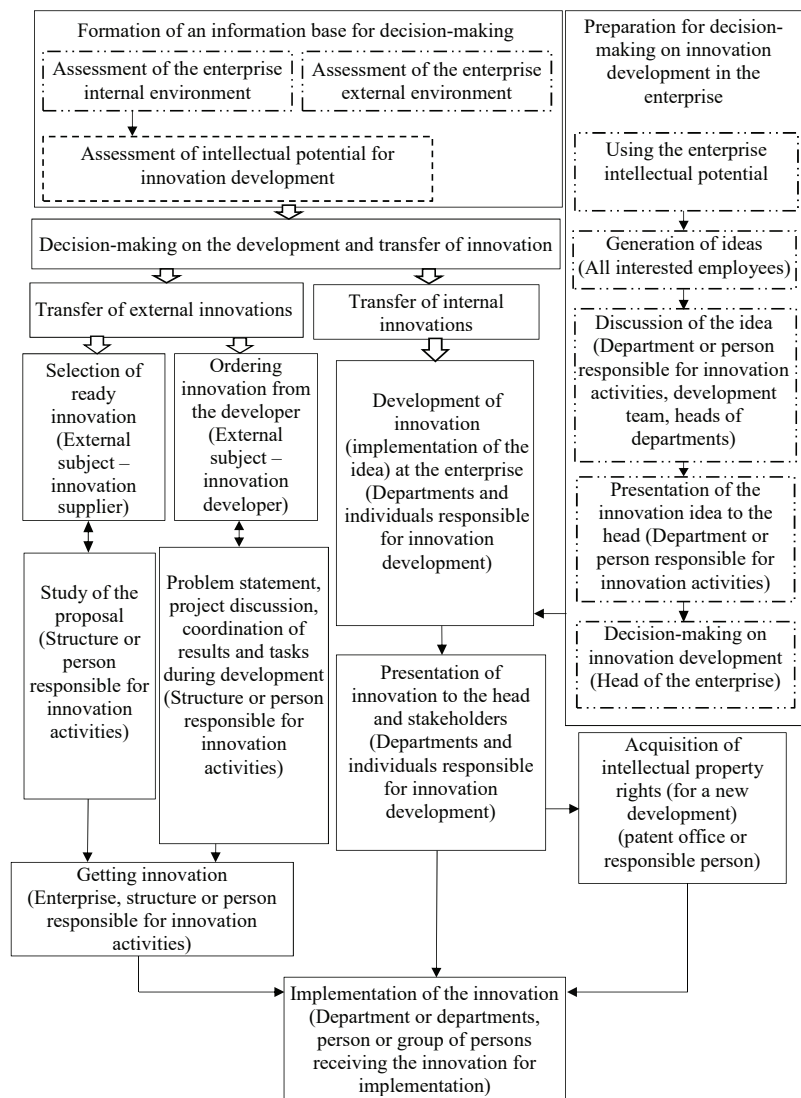 Formation of an information base for decision-making
Assessment of the enterprise
internal environment
Assessment of the enterprise
external environment
Assessment of intellectual potential for
innovation development
Preparation for decision-
making on innovation
development in the
enterprise
Using the enterprise
intellectual potential
Generation of ideas
(All interested employees)
Discussion of the idea
(Department or person
responsible for innovation
activities, development
team, heads of
departments)
Presentation of the
innovation idea to the
head (Department or
person responsible for
innovation activities)
Decision-making on
innovation development
(Head of the enterprise)
Decision-making on the development and transfer of innovation
Transfer of external innovations
Transfer of internal
innovations
Selection of
ready
innovation
(External
subject –
innovation
supplier)
Ordering
innovation from
the developer
(External
subject –
innovation
developer)
Development of
innovation
(implementation of the
idea) at the enterprise
(Departments and
individuals responsible
for innovation
development)
Study of the
proposal
(Structure or
person
responsible for
innovation
activities)
Problem statement,
project discussion,
coordination of
results and tasks
during development
(Structure or person
responsible for
innovation
activities)
Presentation of
innovation to the head
and stakeholders
(Departments and
individuals responsible
for innovation
development)
Acquisition of
intellectual property
rights (for a new
development)
(patent office or
responsible person)
Getting innovation
(Enterprise, structure or person
responsible for innovation
activities)
Implementation of the innovation
(Department or departments,
person or group of persons
receiving the innovation for
implementation)